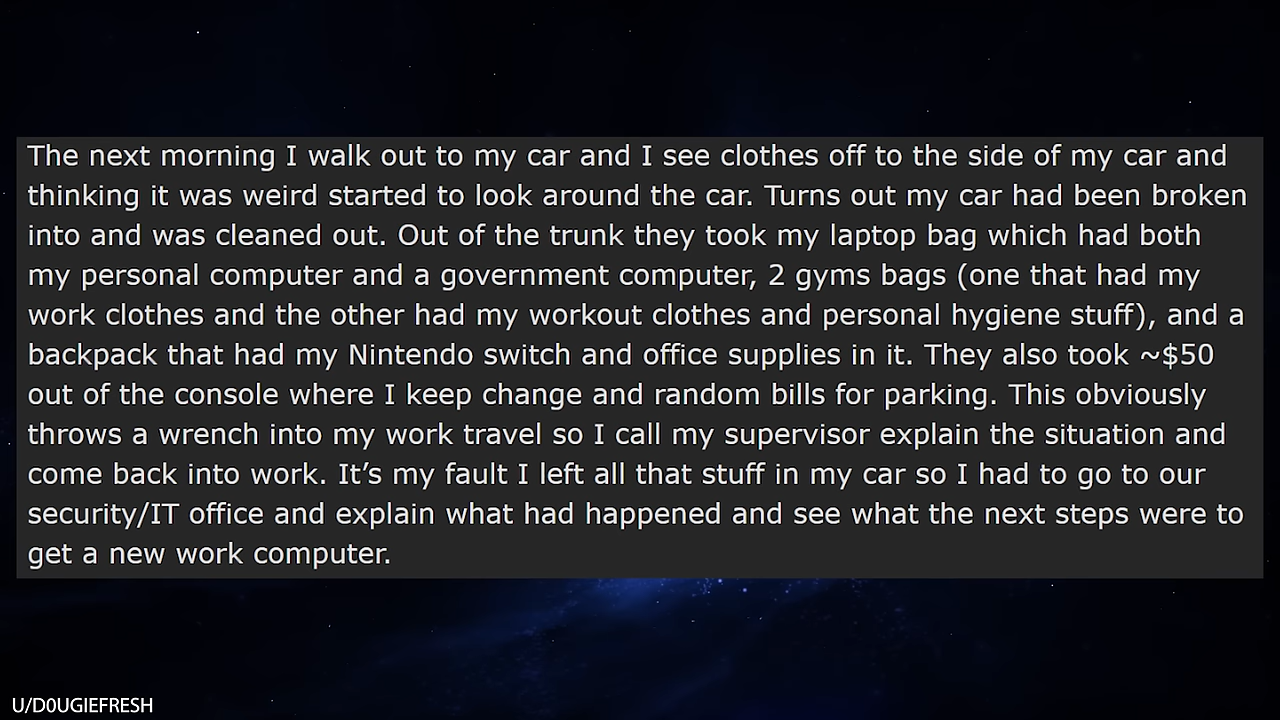 The next morning I walk out to my car and I see clothes off to the side of my car and
thinking it was weird started to look around the car. Turns out my car had been broken
into and was cleaned out. Out of the trunk they took my laptop bag which had both
my personal computer and a government computer, 2 gyms bags (one that had my
work clothes and the other had my workout clothes and personal hygiene stuff), and a
backpack that had my Nintendo switch and office supplies in it. They also took ~$50
out of the console where I keep change and random bills for parking. This obviously
throws a wrench into my work travel so I call my supervisor explain the situation and
come back into work. It’s my fault I left all that stuff in my car so I had to go to our
security/IT office and explain what had happened and see what the next steps were to
get a new work computer.
U/D0UGIEFRESH